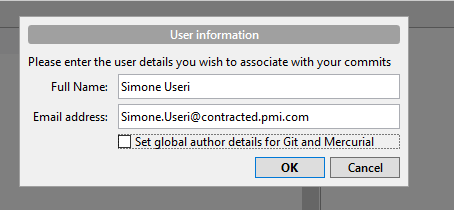 User information
Please enter the user details you wish to associate with your commits
Full Name: Simone Useri
Email address: Simone.Useri@contracted.pmi.com
Set global author details for Git and Mercurial
OK Cancel